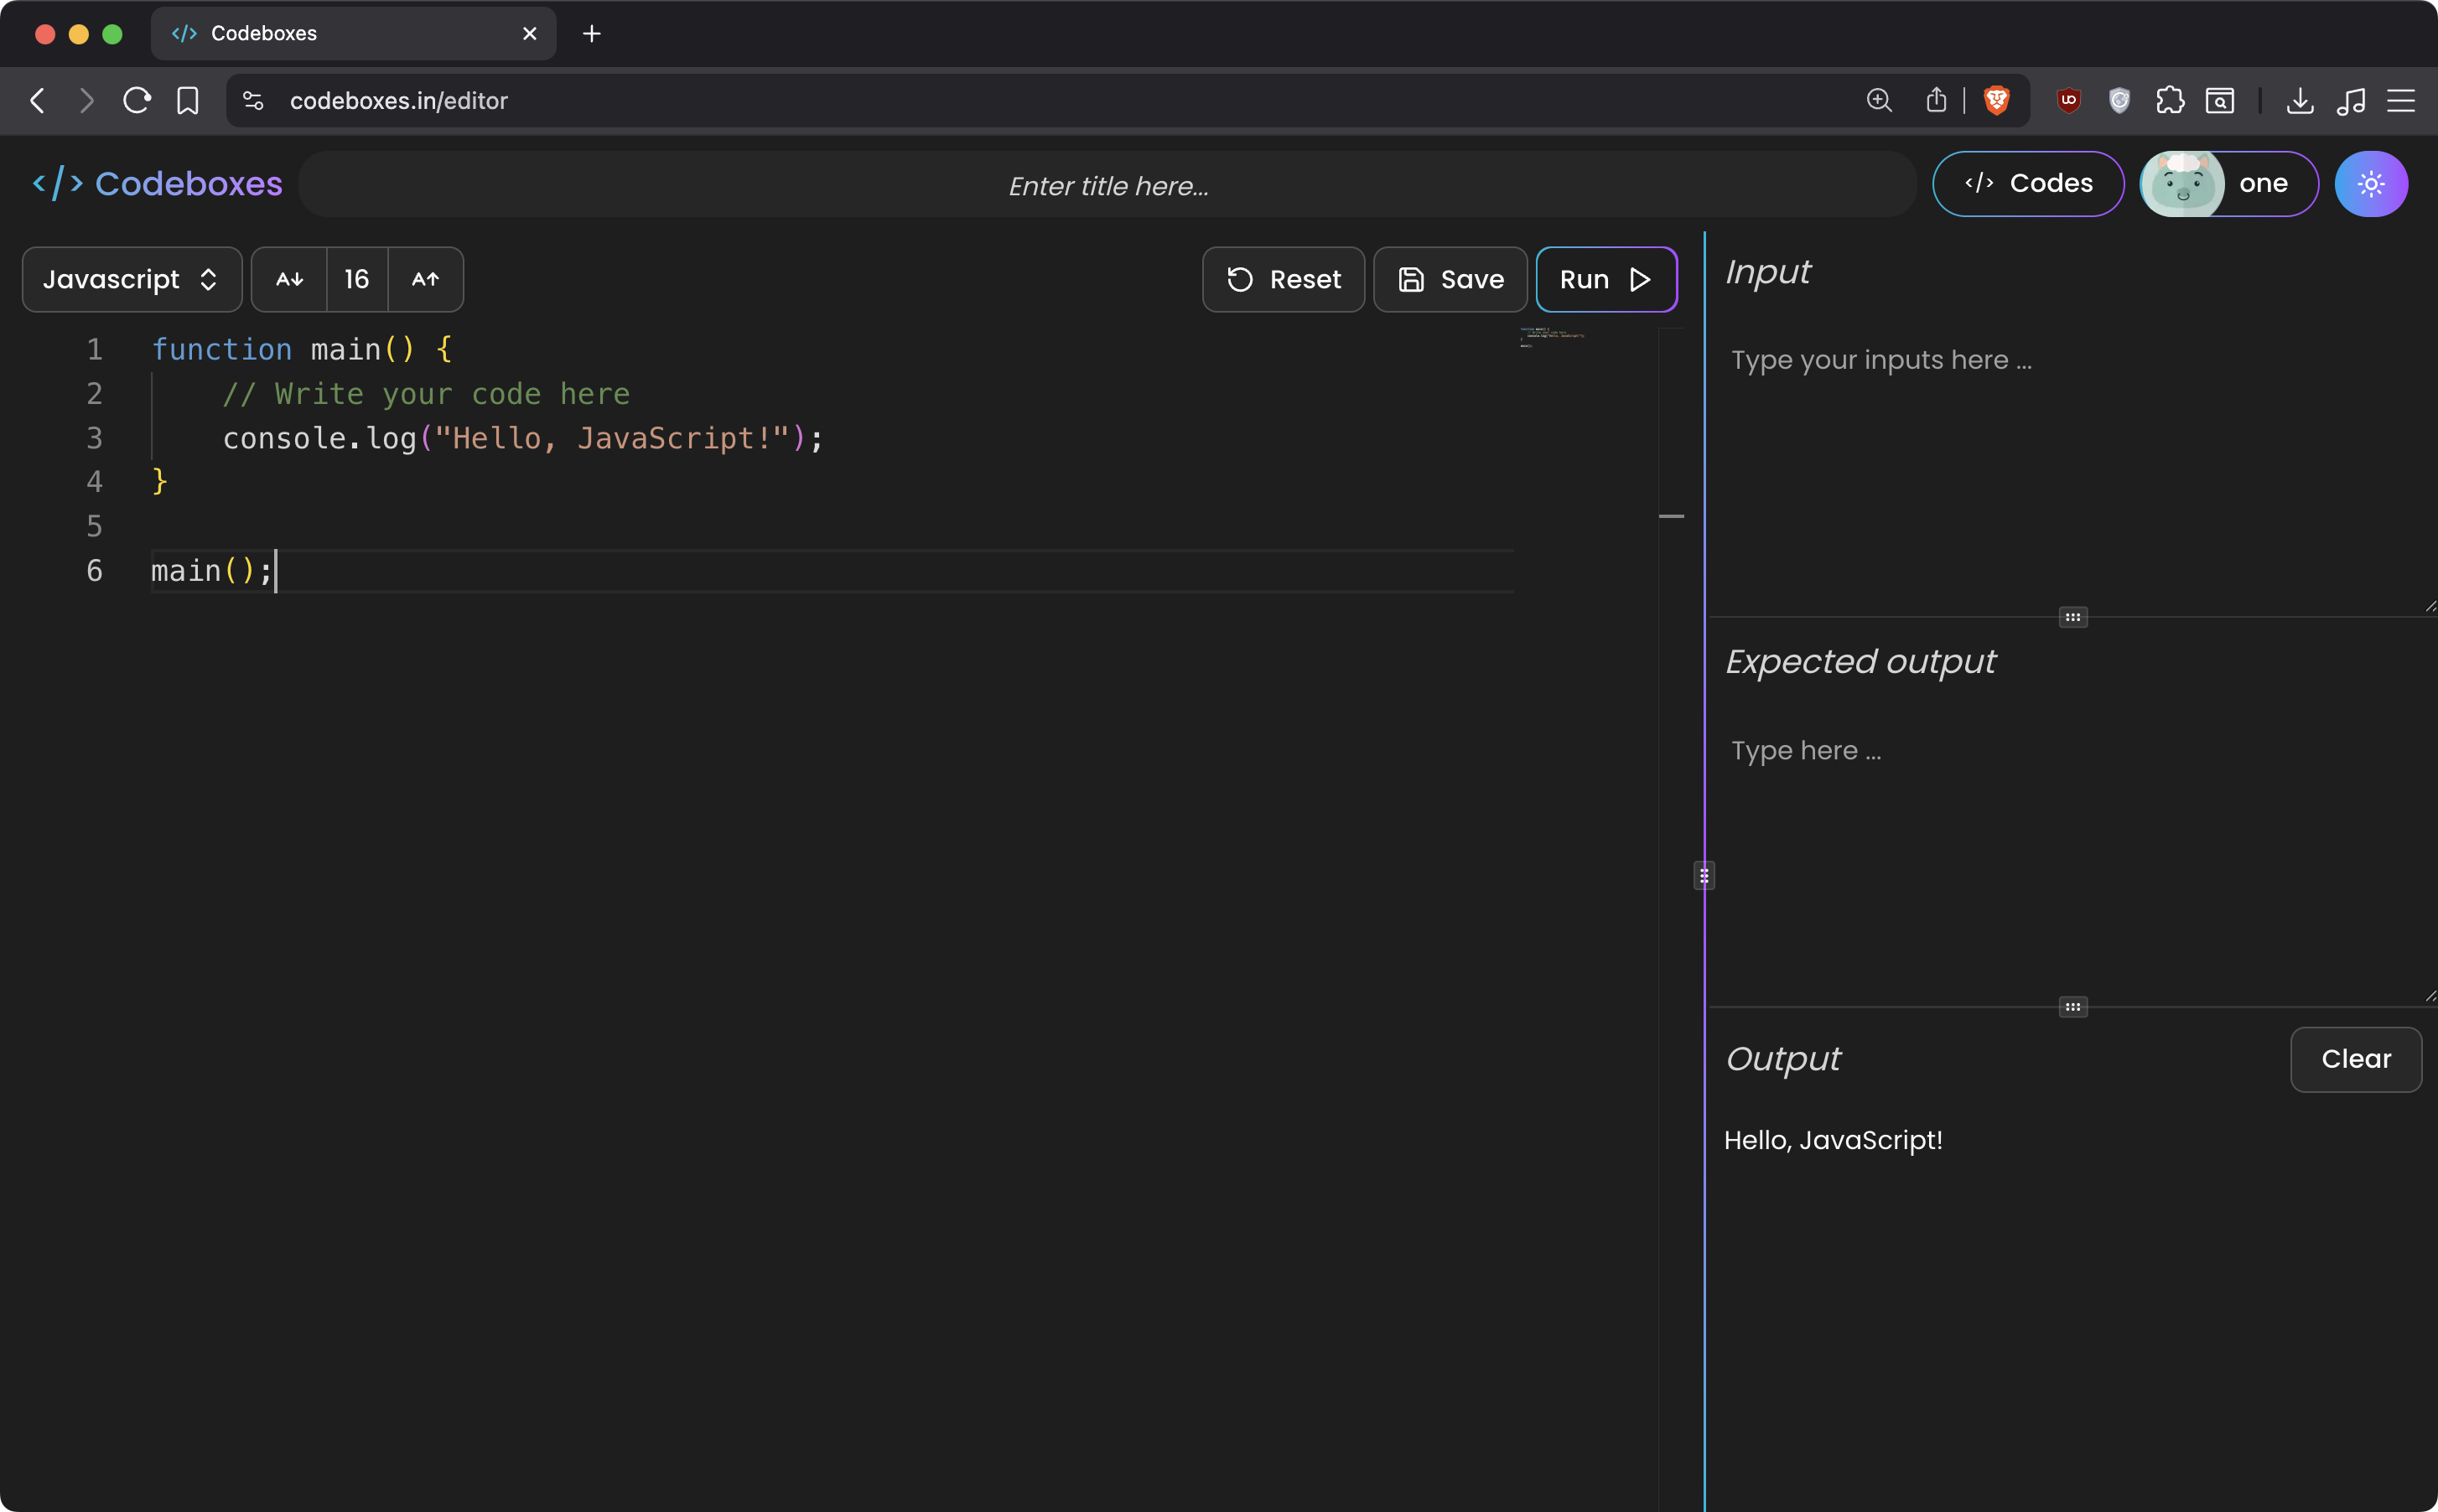 </> Codeboxes
codeboxes.in/editor
</> Codeboxes
Enter title here...
</> Codes
one
Javascript
A↓ 16 A↑
Reset
Save
Run
1 function main() {
2 // Write your code here
3 console.log("Hello, JavaScript!");
4 }
5
6 main();
Input
Type your inputs here ...
Expected output
Type here ...
Output
Clear
Hello, JavaScript!